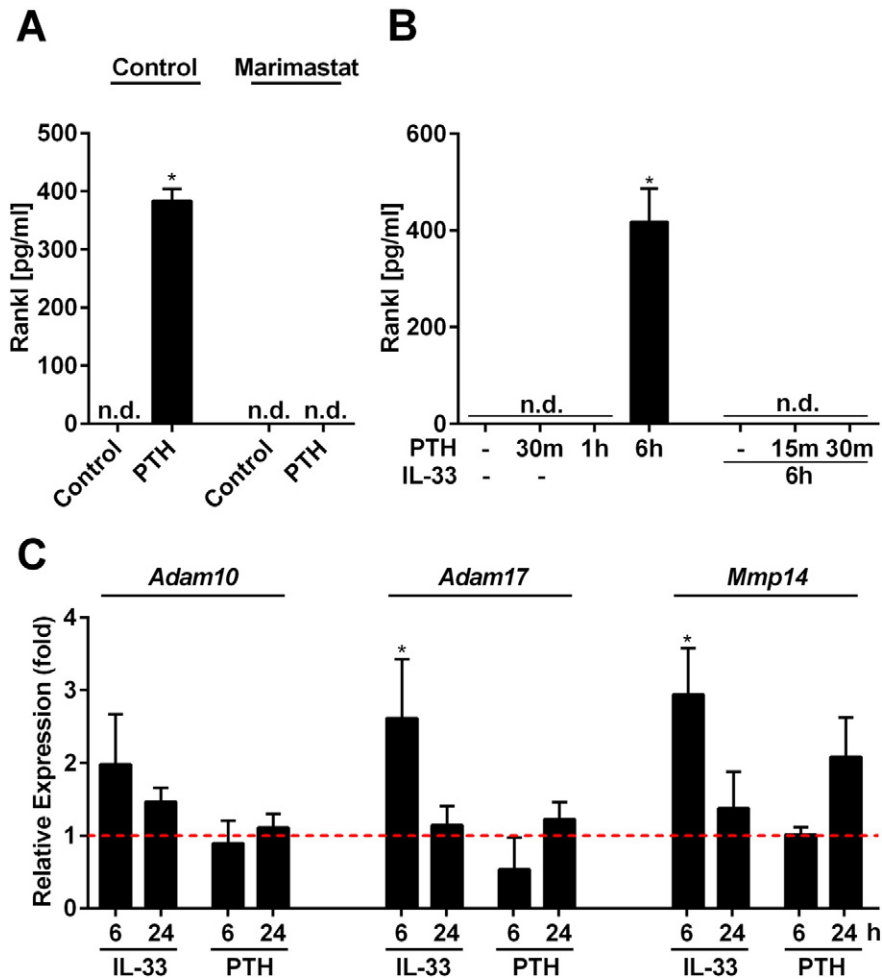 A
Control Marimastat
Rankl [pg/ml]
500
400
300
200
100
0
*
n.d.
n.d. n.d.
Control PTH Control PTH
B
Rankl [pg/ml]
600
400
200
0
*
n.d.
n.d.
PTH - 30m 1h 6h - 15m 30m
IL-33 - - 6h
C
Adam10 Adam17 Mmp14
Relative Expression (fold)
4
3
2
1
0
* *
6 24 6 24 6 24 6 24 6 24 6 24 h
IL-33 PTH IL-33 PTH IL-33 PTH